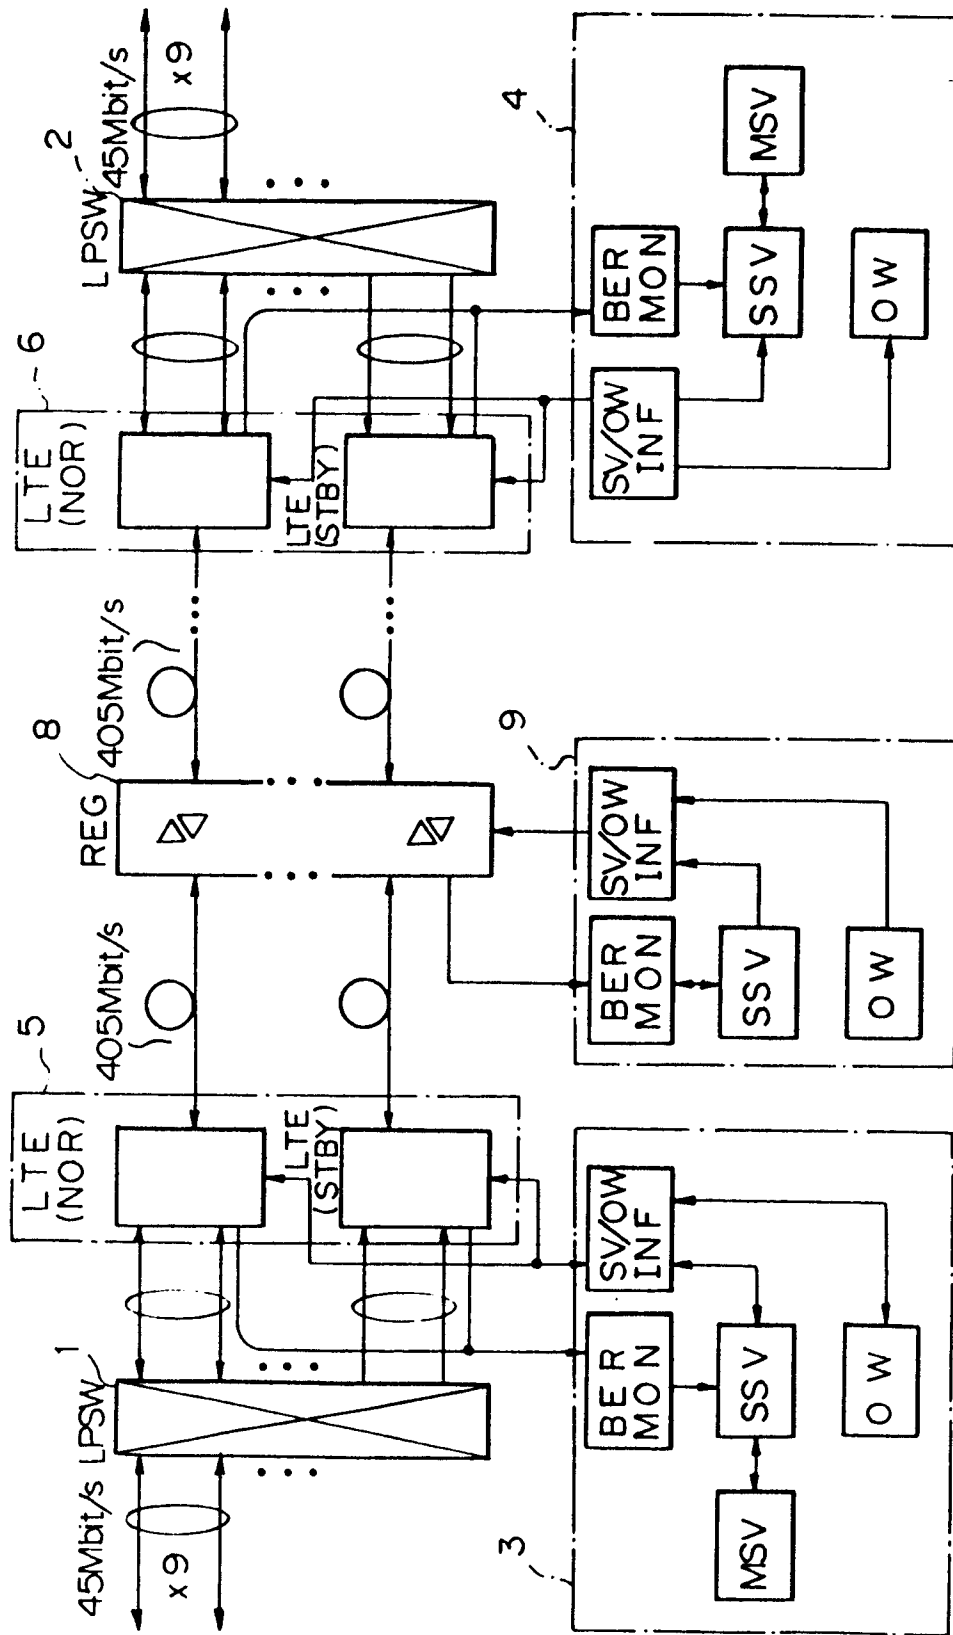 45Mbit/s
x9
LPSW
1
LTE
(NOR)
5
LTE
(STBY)
405Mbit/s
REG
8
405Mbit/s
LTE
(NOR)
6
LTE
(STBY)
LPSW
2
45Mbit/s
x9
3
MSV
BER
MON
SSV
SV/OW
INF
OW
9
BER
MON
SSV
SV/OW
INF
OW
4
SV/OW
INF
BER
MON
SSV
MSV
OW